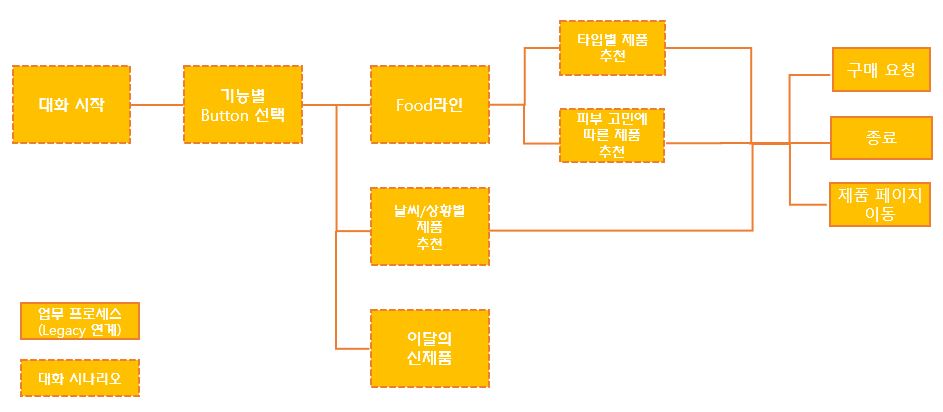 대화 시작
기능별
Button 선택
Food라인
타입별 제품
추천
피부 고민에
따른 제품
추천
날씨/상황별
제품
추천
이달의
신제품
구매 요청
종료
제품 페이지
이동
업무 프로세스
(Legacy 연계)
대화 시나리오